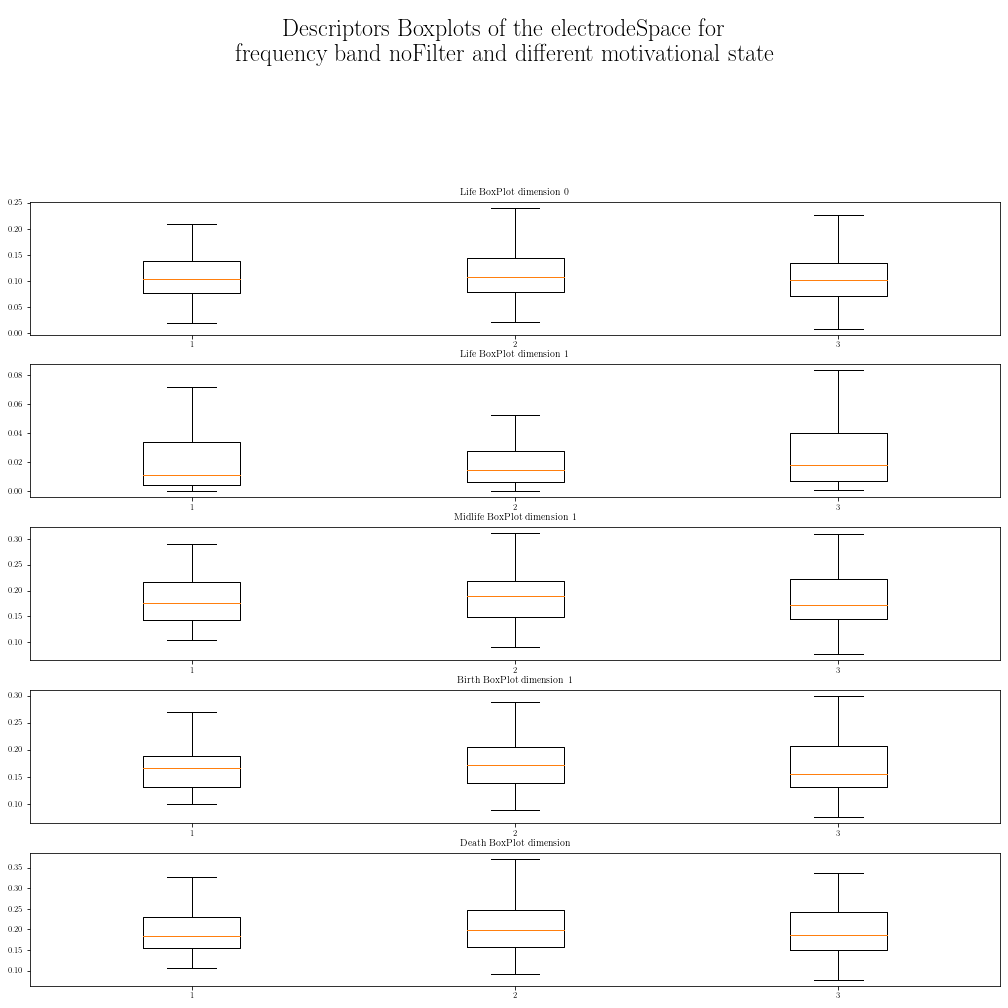 Descriptors Boxplots of the electrodeSpace for
frequency band noFilter and different motivational state
Life BoxPlot dimension 0
0.25
0.20
0.15
0.10
0.05
0.00
1 2 3
Life BoxPlot dimension 1
0.08
0.06
0.04
0.02
0.00
1 2 3
Midlife BoxPlot dimension 1
0.30
0.25
0.20
0.15
0.10
1 2 3
Birth BoxPlot dimension 1
0.30
0.25
0.20
0.15
0.10
1 2 3
Death BoxPlot dimension
0.35
0.30
0.25
0.20
0.15
0.10
1 2 3